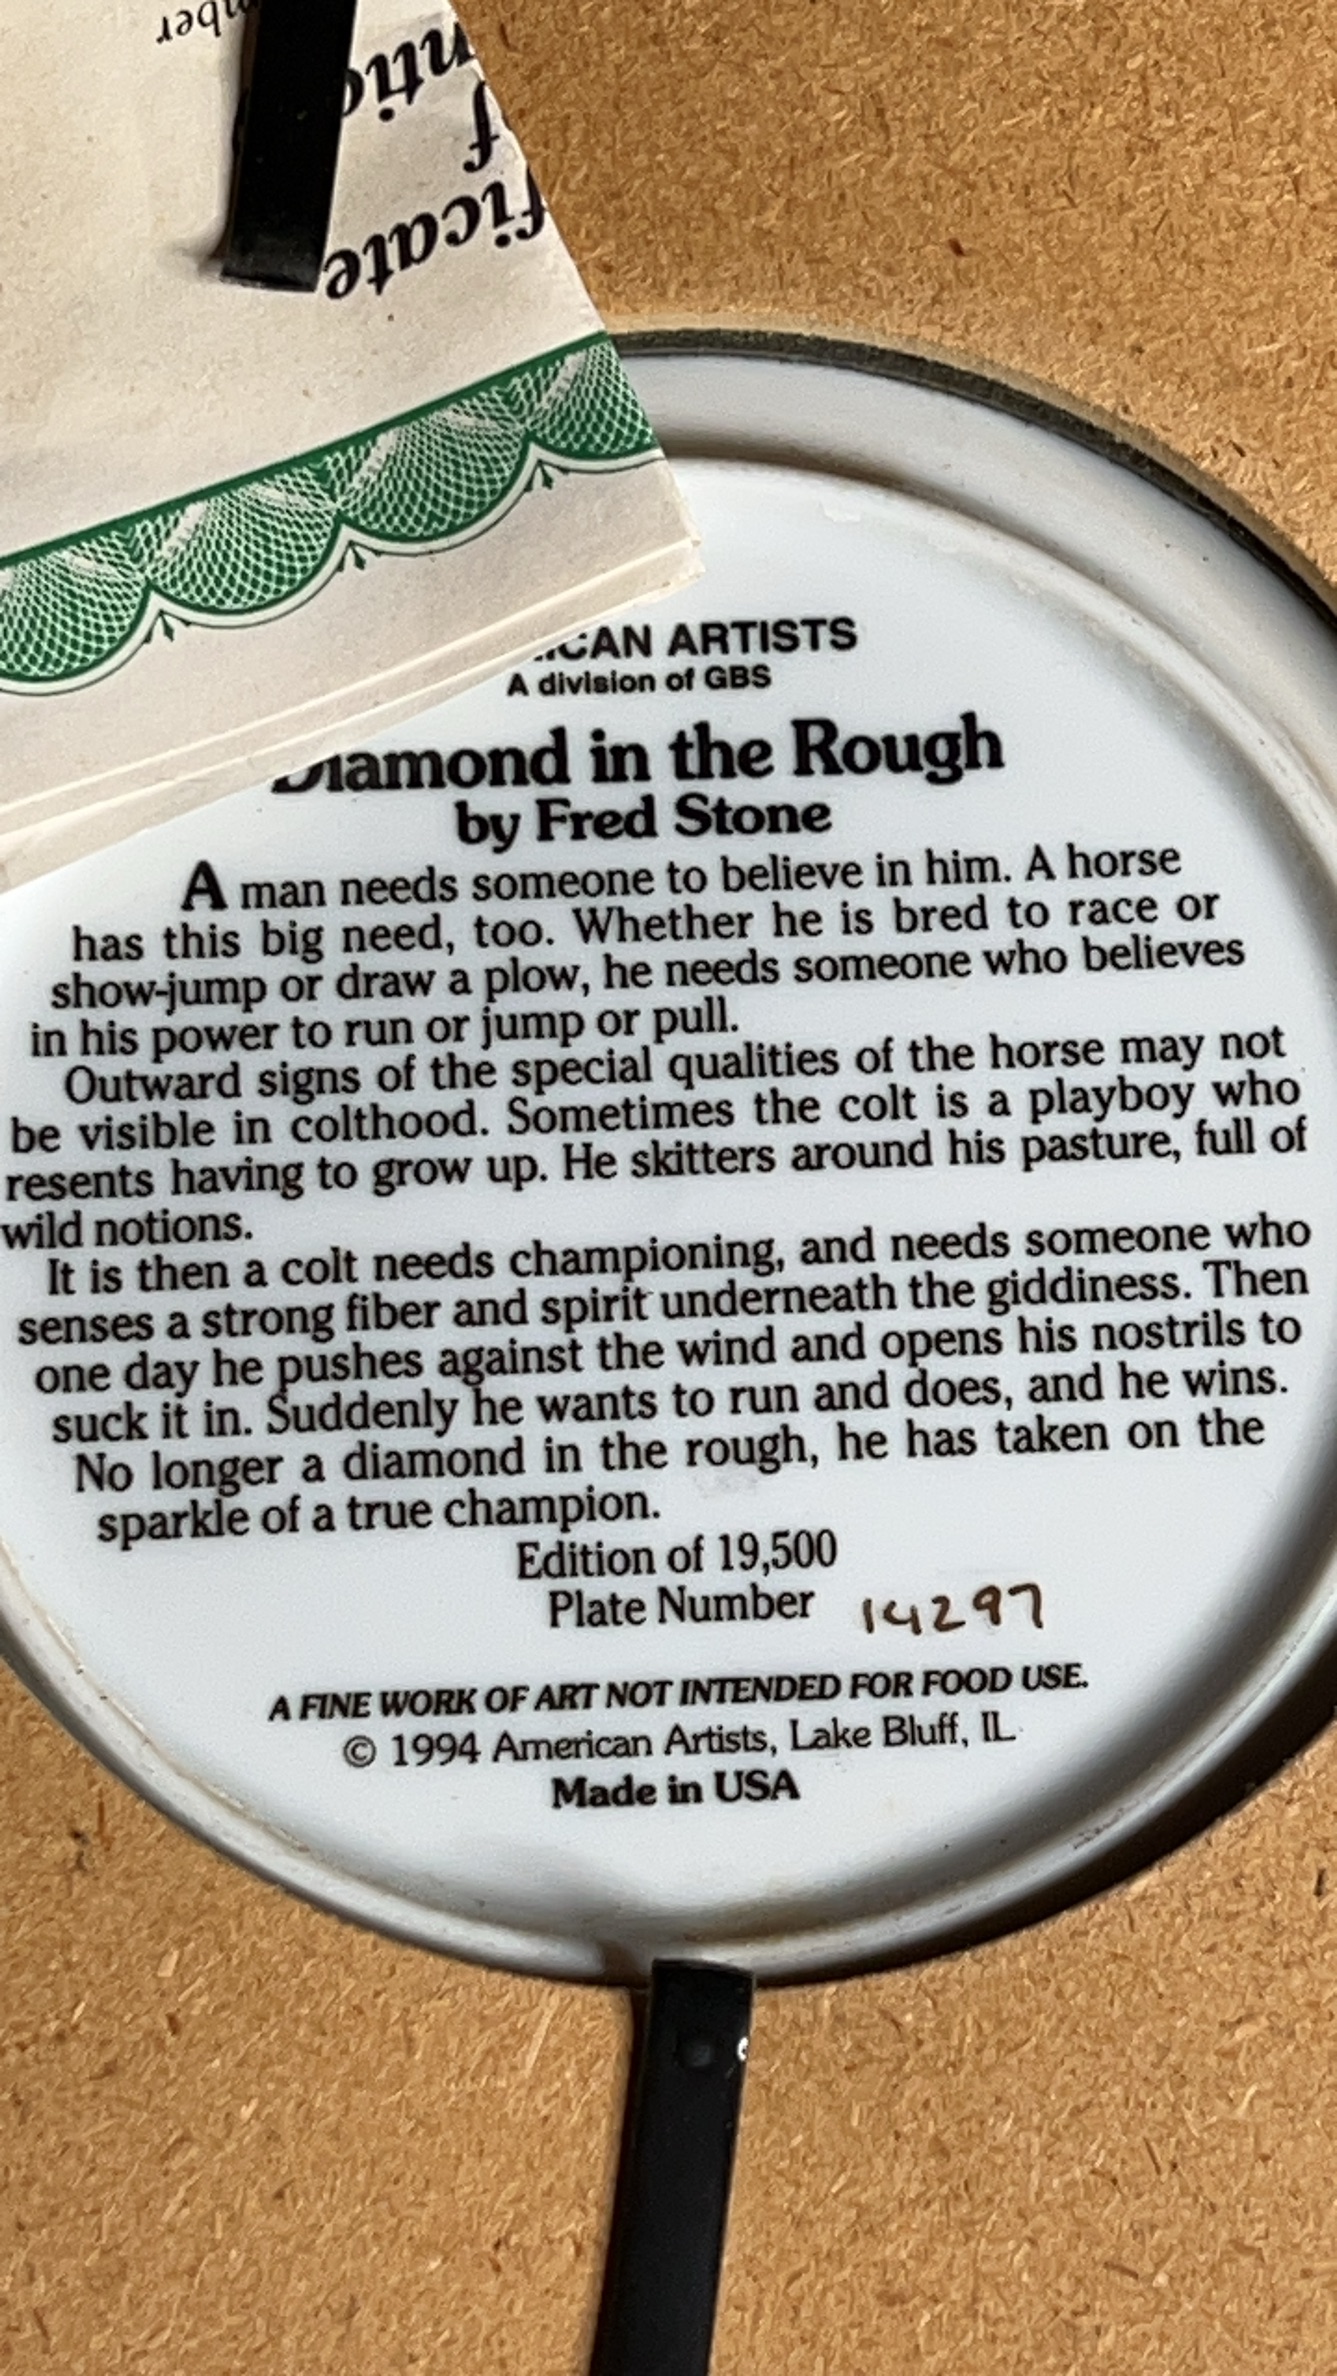 ARTISTS
A division of GBS
Diamond in the Rough
by Fred Stone
A man needs someone to believe in him. A horse
has this big need, too. Whether he is bred to race or
show-jump or draw a plow, he needs someone who believes
in his power to run or jump or pull.
Outward signs of the special qualities of the horse may not
be visible in colthood. Sometimes the colt is a playboy who
resents having to grow up. He skitters around his pasture, full of
wild notions.
It is then a colt needs championing, and needs someone who
senses a strong fiber and spirit underneath the giddiness. Then
one day he pushes against the wind and opens his nostrils to
suck it in. Suddenly he wants to run and does, and he wins.
No longer a diamond in the rough, he has taken on the
sparkle of a true champion.
Edition of 19,500
Plate Number 14297
A FINE WORK OF ART NOT INTENDED FOR FOOD USE.
© 1994 American Artists, Lake Bluff, IL
Made in USA